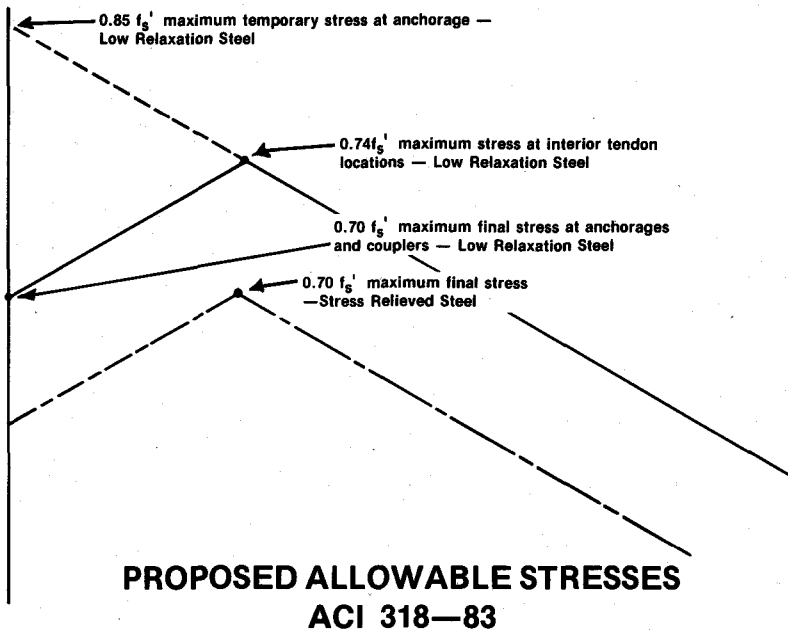 0.85 fs' maximum temporary stress at anchorage —
Low Relaxation Steel
0.74fs' maximum stress at interior tendon
locations — Low Relaxation Steel
0.70 fs' maximum final stress at anchorages
and couplers — Low Relaxation Steel
0.70 fs' maximum final stress
—Stress Relieved Steel
PROPOSED ALLOWABLE STRESSES
ACI 318—83